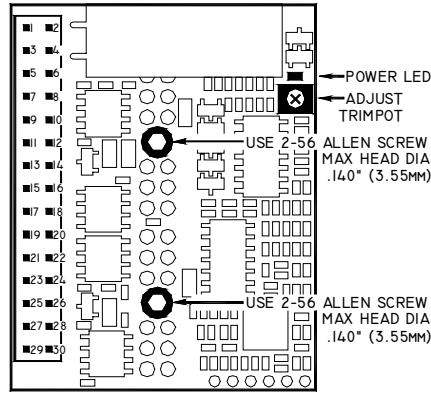 1 2
3 4
5 6
7 8
9 10
11 12
13 14
15 16
17 18
19 20
21 22
23 24
25 26
27 28
29 30
POWER LED
ADJUST
TRIMPOT
USE 2-56 ALLEN SCREW
MAX HEAD DIA
.140" (3.55MM)
USE 2-56 ALLEN SCREW
MAX HEAD DIA
.140" (3.55MM)